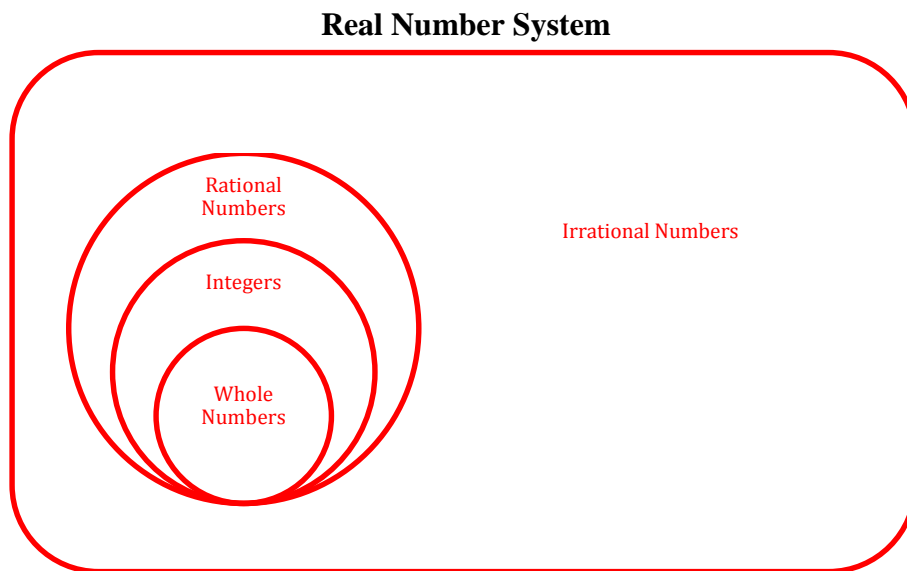 Real Number System
Rational
Numbers
Irrational Numbers
Integers
Whole
Numbers